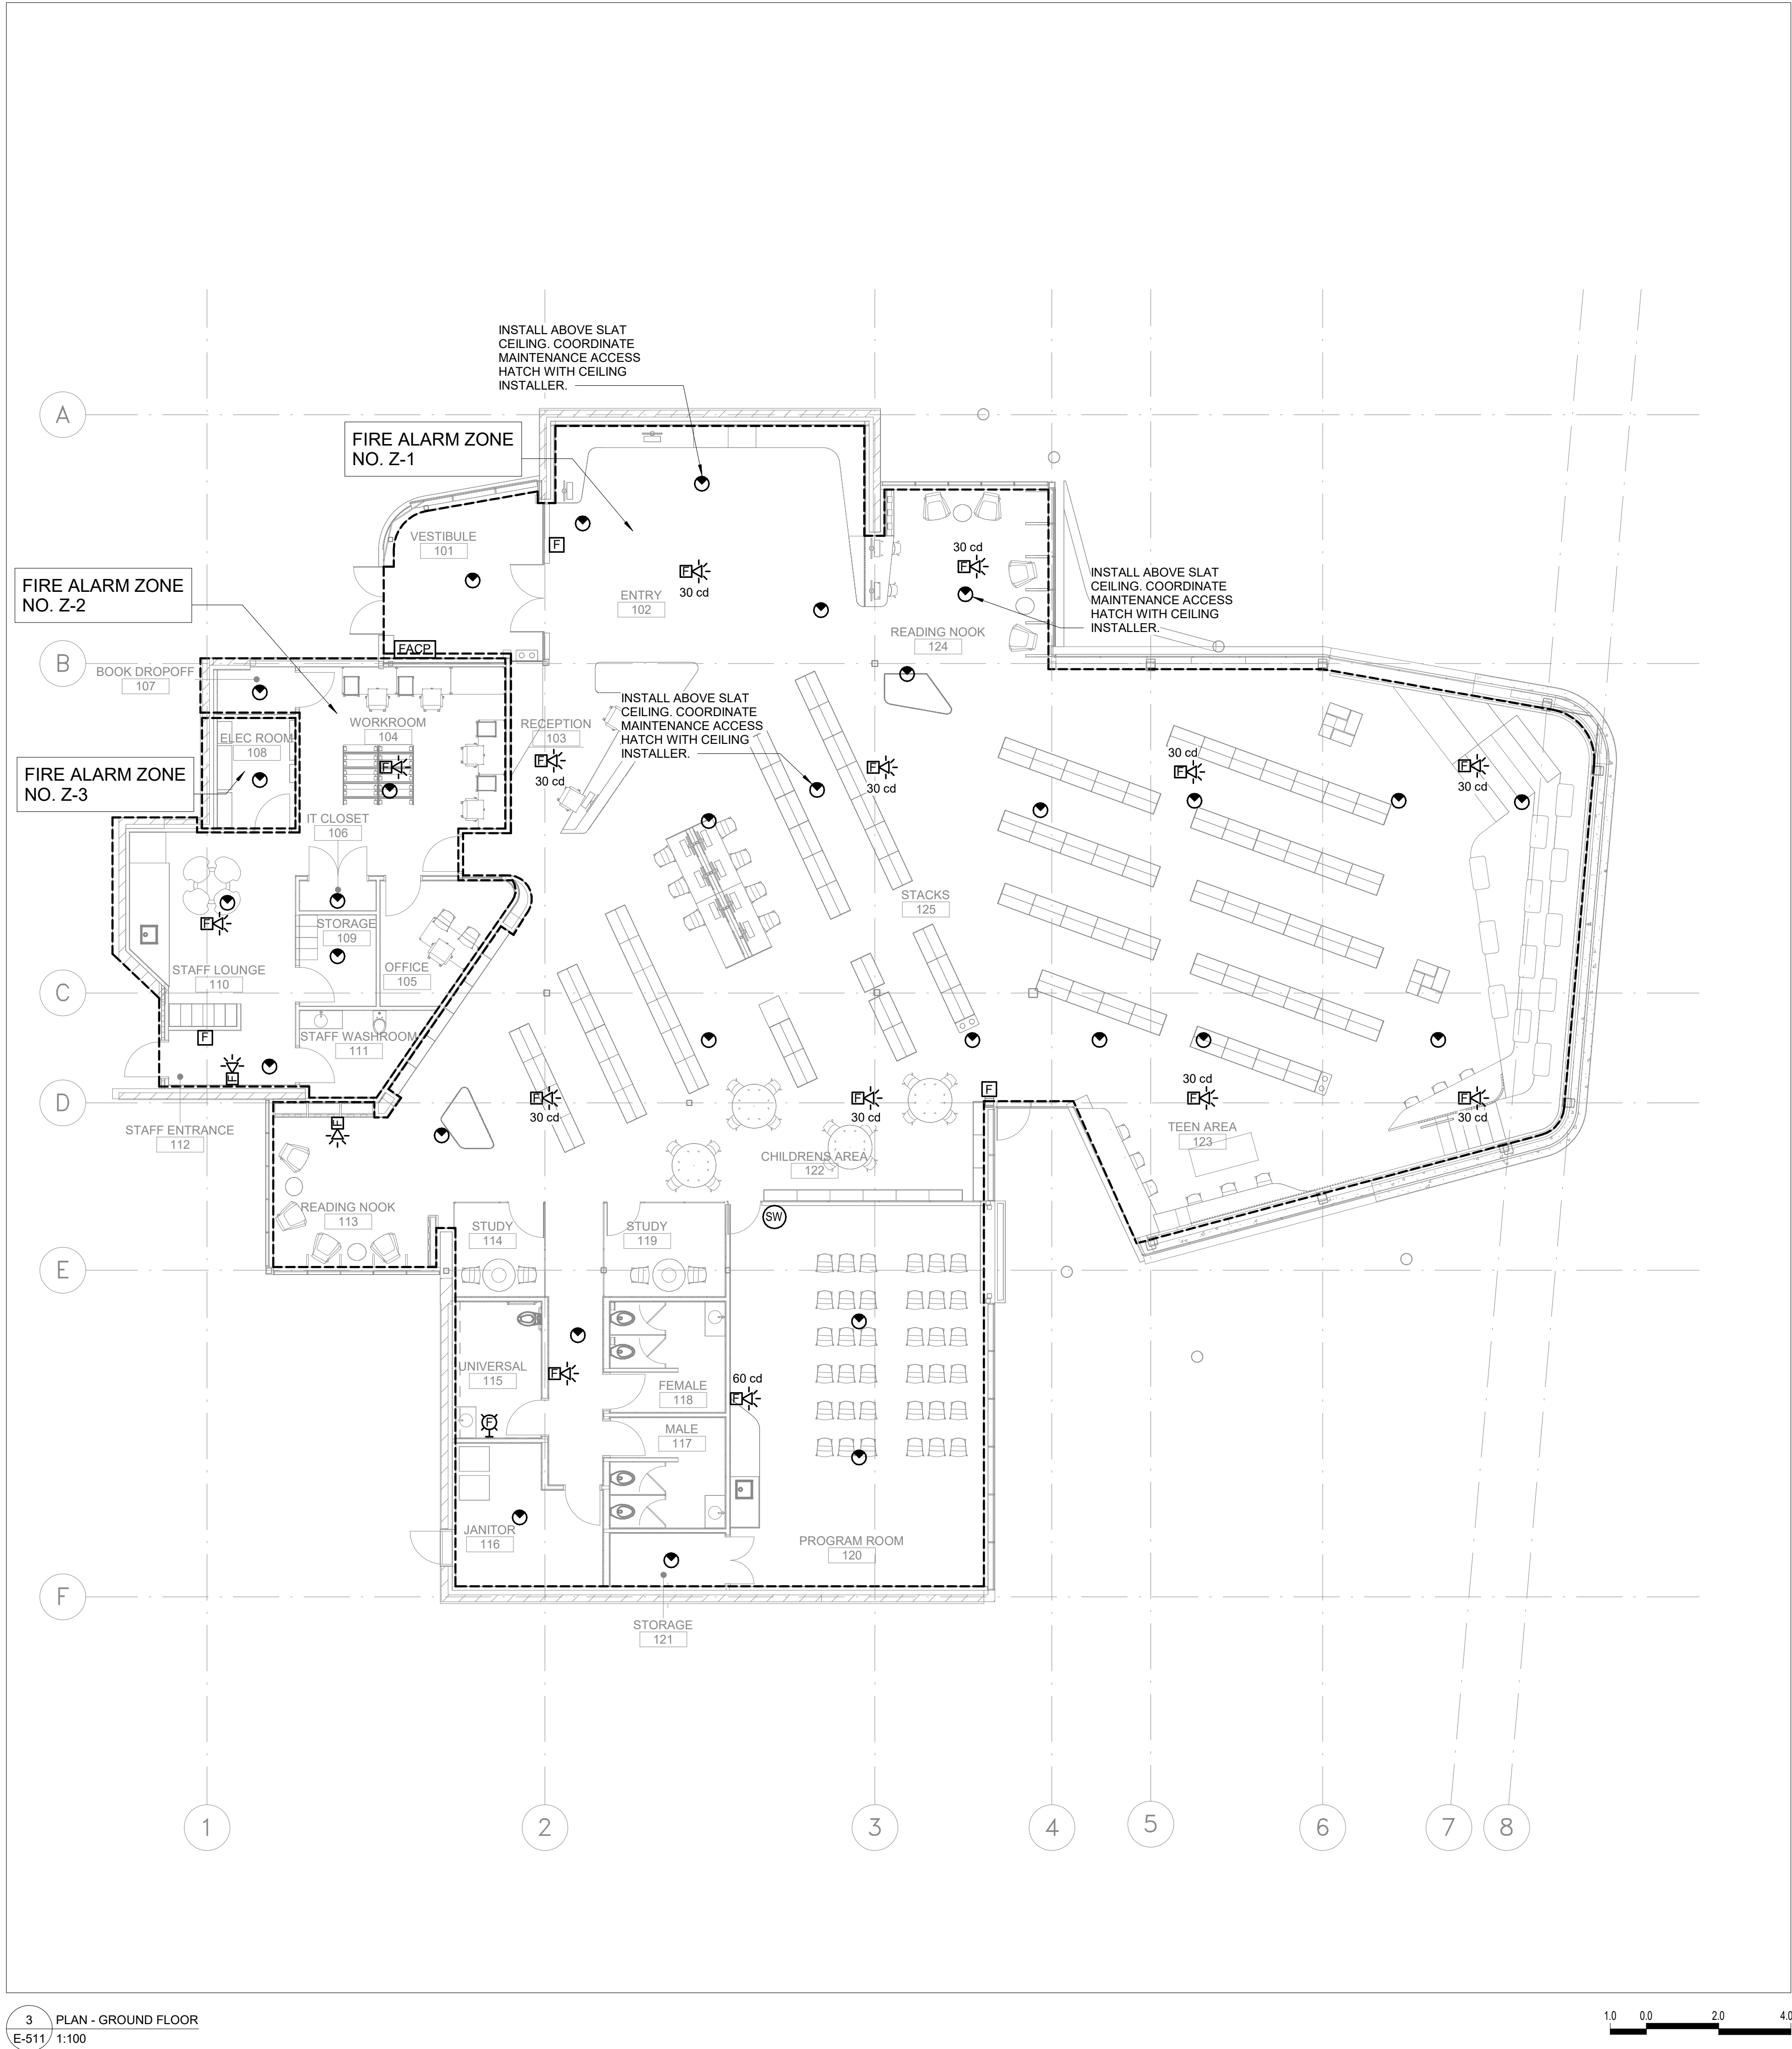 INSTALL ABOVE SLAT
CEILING. COORDINATE
MAINTENANCE ACCESS
HATCH WITH CEILING
INSTALLER.
A
FIRE ALARM ZONE
NO. Z-1
VESTIBULE
101
F
30 cd
F
INSTALL ABOVE SLAT
CEILING. COORDINATE
MAINTENANCE ACCESS
HATCH WITH CEILING
INSTALLER.
FIRE ALARM ZONE
NO. Z-2
F
30 cd
ENTRY
102
READING NOOK
124
FACP
B
BOOK DROPOFF
107
INSTALL ABOVE SLAT
CEILING. COORDINATE
MAINTENANCE ACCESS
HATCH WITH CEILING
INSTALLER.
WORKROOM
104
RECEPTION
103
ELEC ROOM
108
FIRE ALARM ZONE
NO. Z-3
F
F
30 cd
F
30 cd
30 cd
F
F
30 cd
IT CLOSET
106
STACKS
125
F
STORAGE
109
STAFF LOUNGE
110
OFFICE
105
C
F
STAFF WASHROOM
111
F
30 cd
F
F
30 cd
F
30 cd
F
F
30 cd
D
F
STAFF ENTRANCE
112
TEEN AREA
123
CHILDRENS AREA
122
READING NOOK
113
STUDY
114
STUDY
119
SW
E
UNIVERSAL
115
F
60 cd
F
FEMALE
118
F
MALE
117
JANITOR
116
PROGRAM ROOM
120
F
STORAGE
121
1
2
3
4
5
6
7
8
3
PLAN - GROUND FLOOR
E-511
1:100
1.0 0.0 2.0 4.0